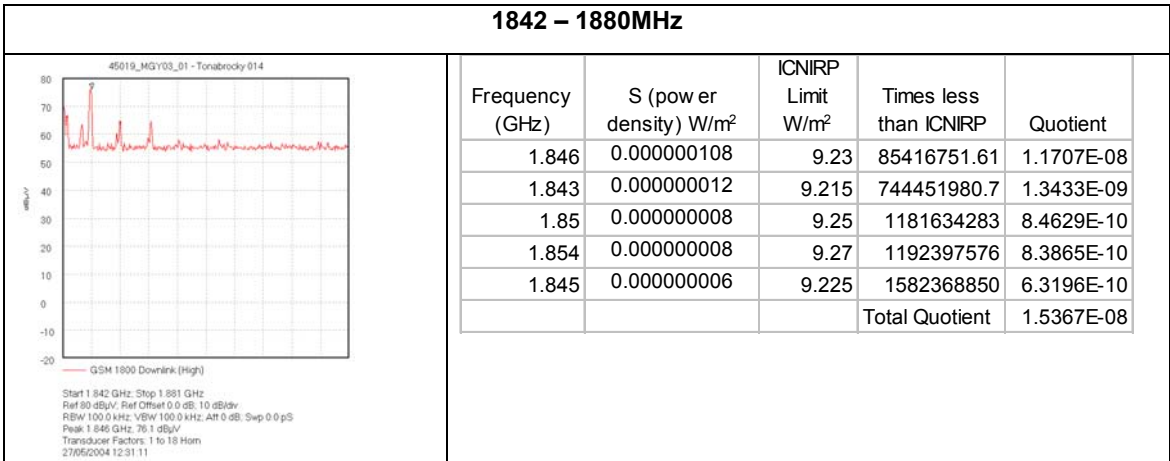 1842 – 1880MHz
45019_MGY03_01 - Tonabrocky 014
80
70
60
50
40
30
20
10
0
-10
-20
dBµV
GSM 1800 Downlink (High)
Start 1.842 GHz; Stop 1.881 GHz
Ref 80 dBµV; Ref Offset 0.0 dB; 10 dB/div
RBW 100.0 kHz; VBW 100.0 kHz; Att 0 dB; Swp 0.0 pS
Peak 1.846 GHz, 76.1 dBµV
Transducer Factors: 1 to 18 Horn
27/05/2004 12:31:11
Frequency (GHz) S (pow er density) W/m² ICNIRP Limit W/m² Times less than ICNIRP Quotient
1.846 0.000000108 9.23 85416751.61 1.1707E-08
1.843 0.000000012 9.215 744451980.7 1.3433E-09
1.85 0.000000008 9.25 1181634283 8.4629E-10
1.854 0.000000008 9.27 1192397576 8.3865E-10
1.845 0.000000006 9.225 1582368850 6.3196E-10
Total Quotient 1.5367E-08